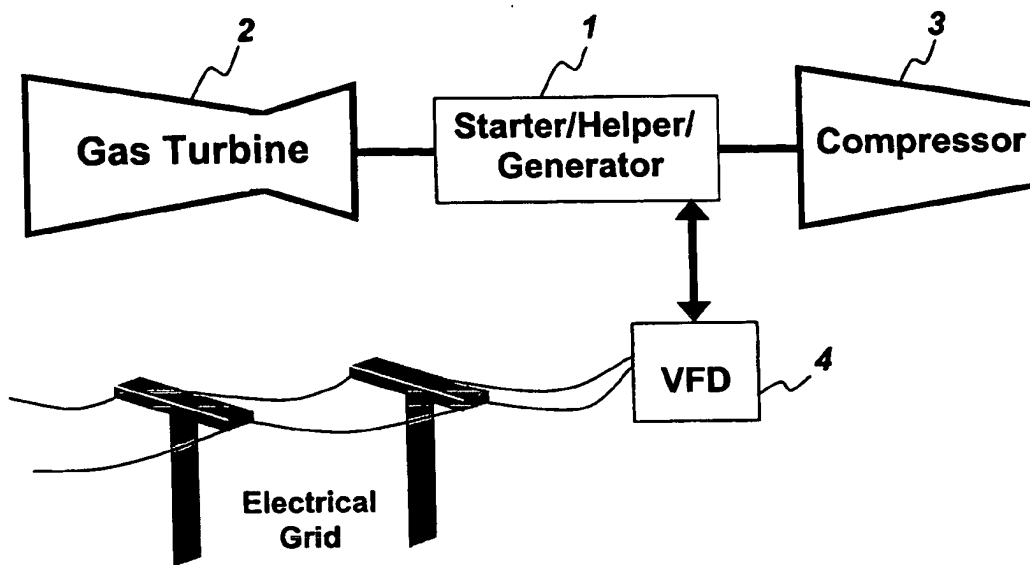 2
1
3
Gas Turbine
Starter/Helper/
Generator
Compressor
VFD
4
Electrical
Grid